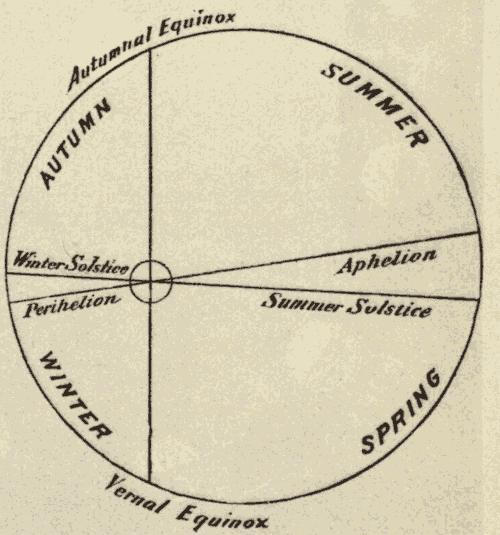 Autumnal Equinox
SUMMER
AUTUMN
Winter Solstice
Aphelion
Perihelion
Summer Solstice
WINTER
SPRING
Vernal Equinox